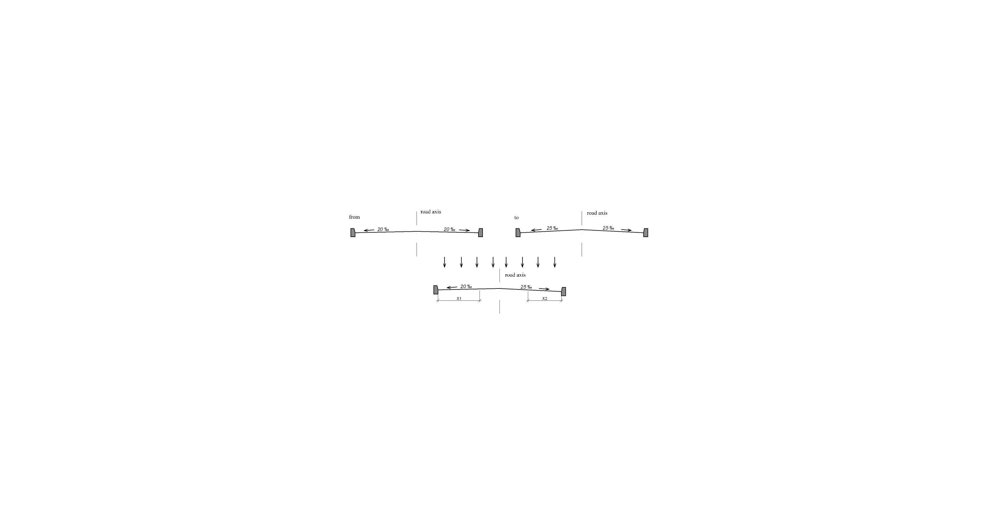 from
road axis
20 ‰
20 ‰
to
road axis
25 ‰
25 ‰
road axis
20 ‰
25 ‰
X1
X2